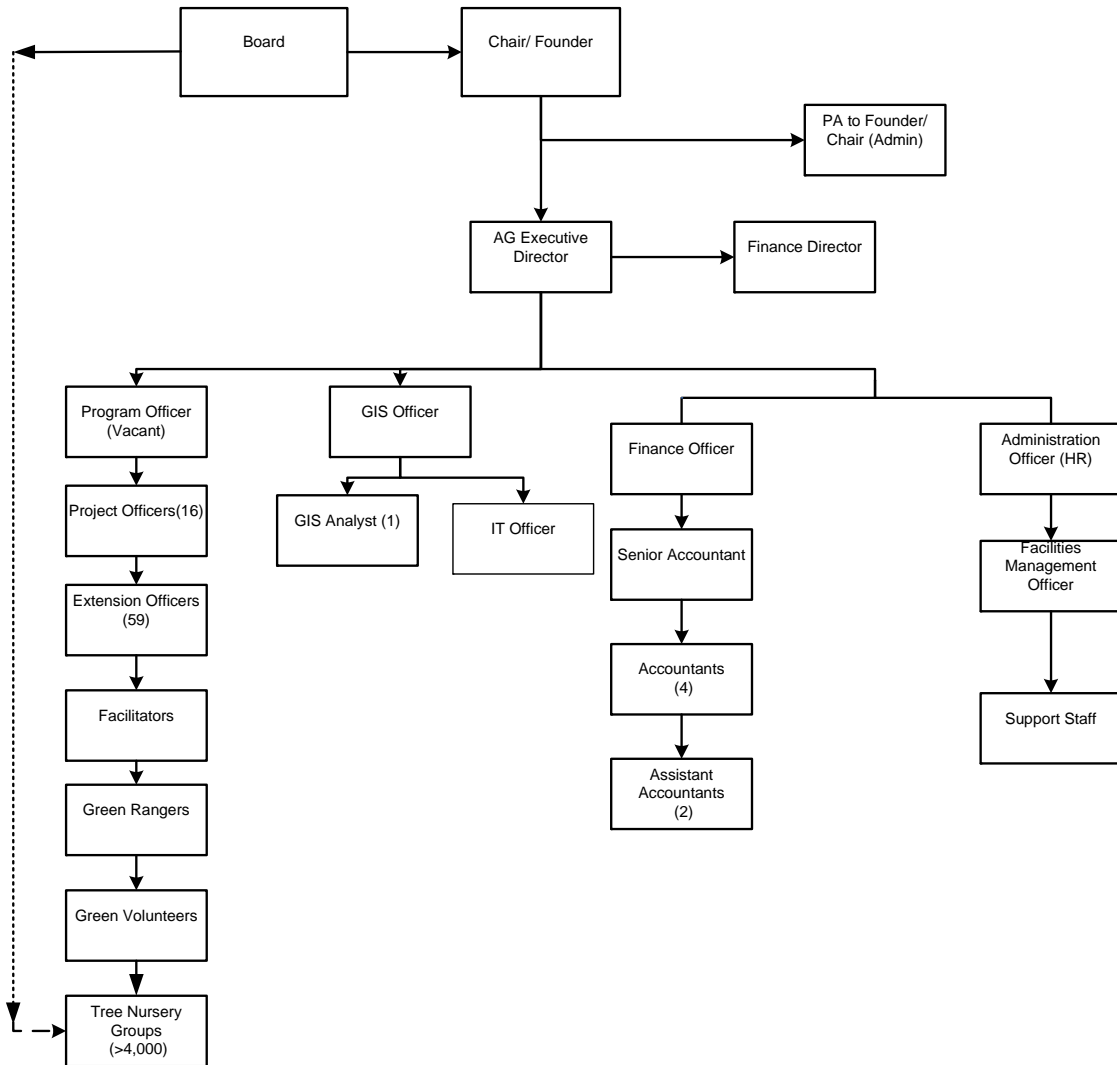 Board
Chair/ Founder
PA to Founder/
Chair (Admin)
AG Executive
Director
Finance Director
Program Officer
(Vacant)
GIS Officer
Finance Officer
Administration
Officer (HR)
Project Officers(16)
GIS Analyst (1)
IT Officer
Senior Accountant
Facilities
Management
Officer
Extension Officers
(59)
Accountants
(4)
Facilitators
Support Staff
Assistant
Accountants
(2)
Green Rangers
Green Volunteers
Tree Nursery
Groups
(>4,000)